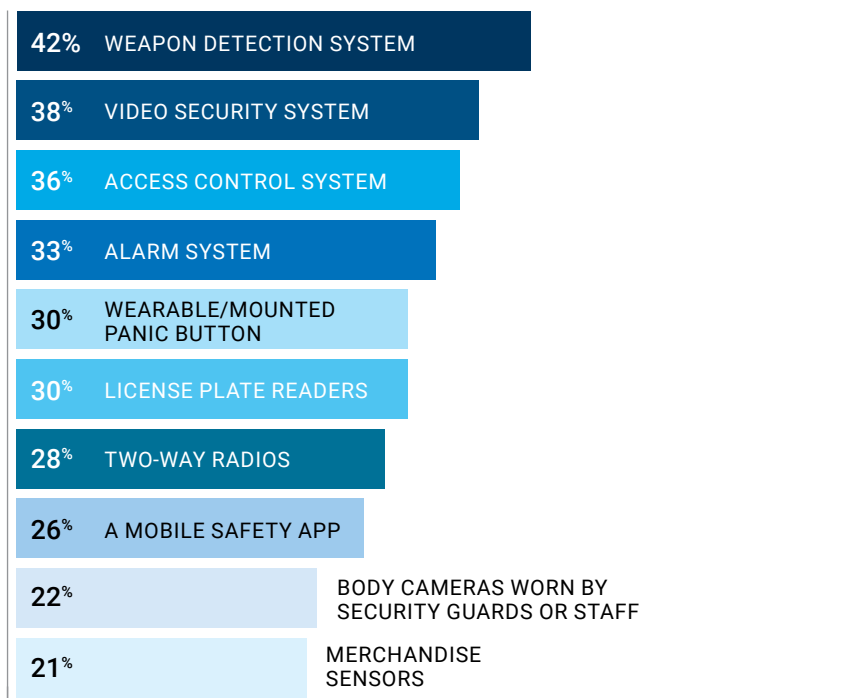 42% WEAPON DETECTION SYSTEM
38% VIDEO SECURITY SYSTEM
36% ACCESS CONTROL SYSTEM
33% ALARM SYSTEM
30% WEARABLE/MOUNTED
PANIC BUTTON
30% LICENSE PLATE READERS
28% TWO-WAY RADIOS
26% A MOBILE SAFETY APP
22% BODY CAMERAS WORN BY
SECURITY GUARDS OR STAFF
21% MERCHANDISE
SENSORS